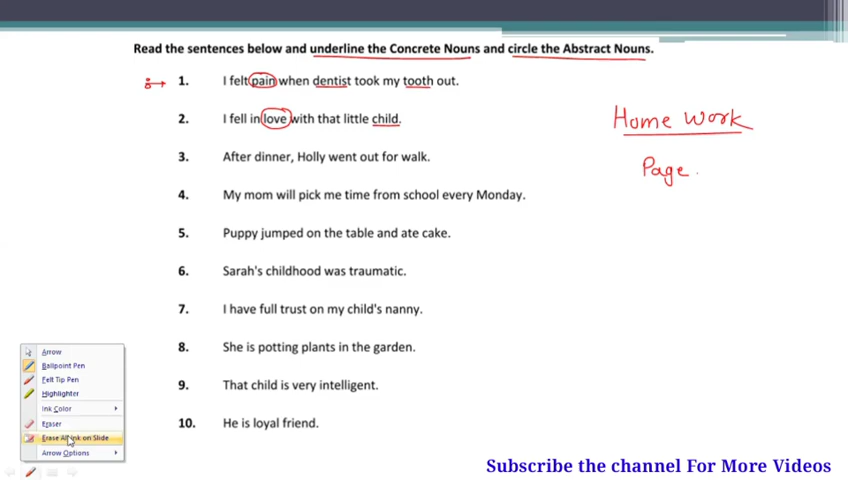 Read the sentences below and underline the Concrete Nouns and circle the Abstract Nouns.
1. I felt pain when dentist took my tooth out.
2. I fell in love with that little child.
3. After dinner, Holly went out for walk.
4. My mom will pick me time from school every Monday.
5. Puppy jumped on the table and ate cake.
6. Sarah's childhood was traumatic.
7. I have full trust on my child's nanny.
8. She is potting plants in the garden.
9. That child is very intelligent.
10. He is loyal friend.
Home Work
Page.
Arrow
Ballpoint Pen
Felt Tip Pen
Highlighter
Ink Color
Eraser
Erase All Ink on Slide
Arrow Options
Subscribe the channel For More Videos